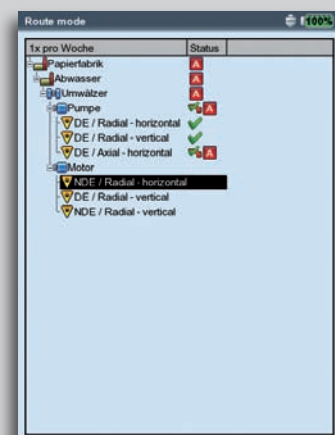 Route mode 100%
1x pro Woche Status
Papierfabrik A
Abwasser A
Umwälzer A
Pumpe A
DE / Radial - horizontal
DE / Radial - vertical
DE / Axial - horizontal A
Motor
NDE / Radial - horizontal
DE / Radial - vertical
NDE / Radial - vertical